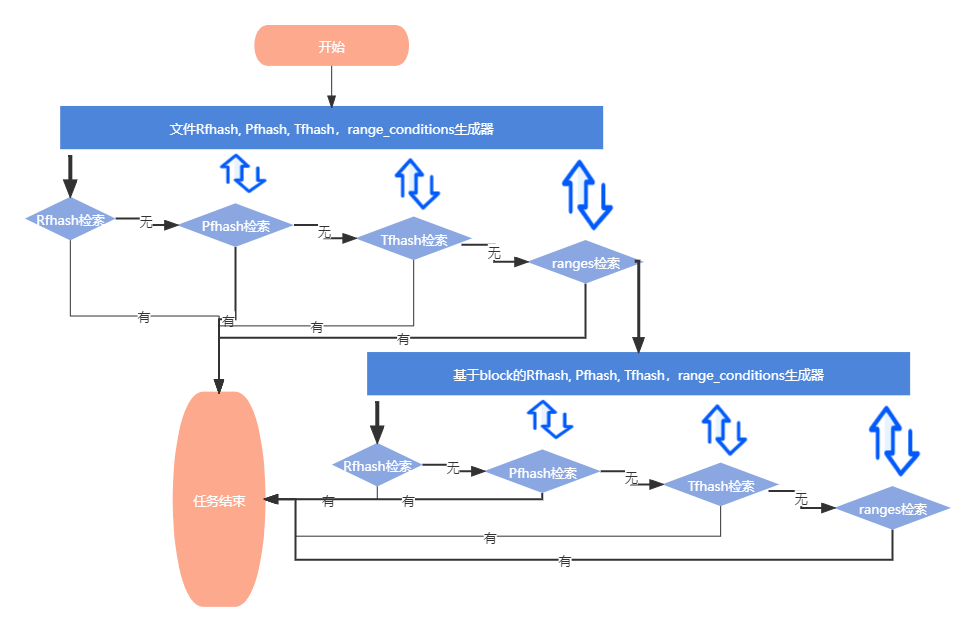 开始
文件Rfhash, Pfhash, Tfhash，range_conditions生成器
Rfhash检索
无
Pfhash检索
无
Tfhash检索
无
ranges检索
有
有
有
有
基于block的Rfhash, Pfhash, Tfhash，range_conditions生成器
Rfhash检索
无
Pfhash检索
无
Tfhash检索
无
ranges检索
任务结束
有
有
有
有